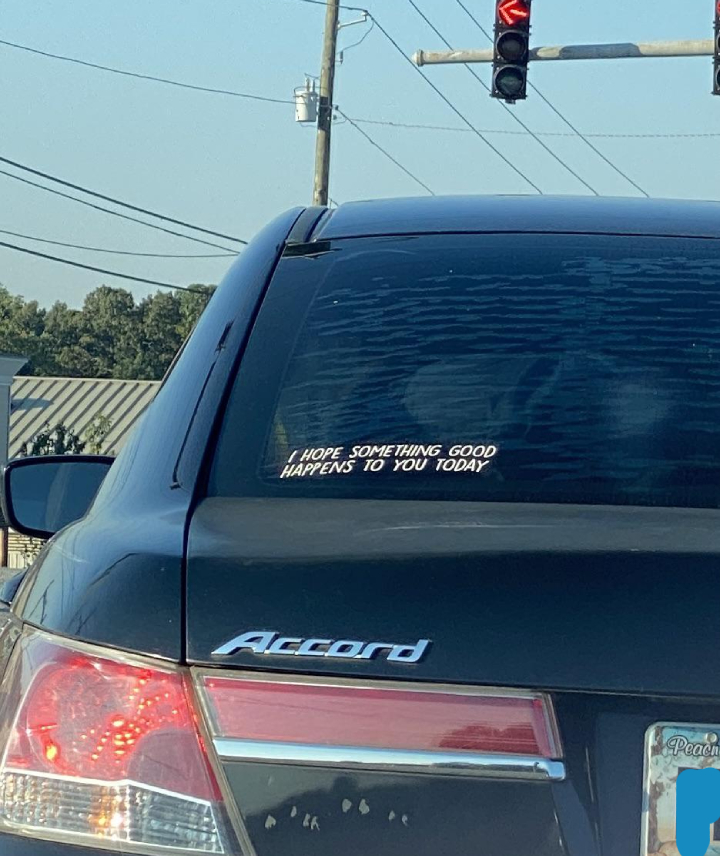 I HOPE SOMETHING GOOD
HAPPENS TO YOU TODAY
Accord